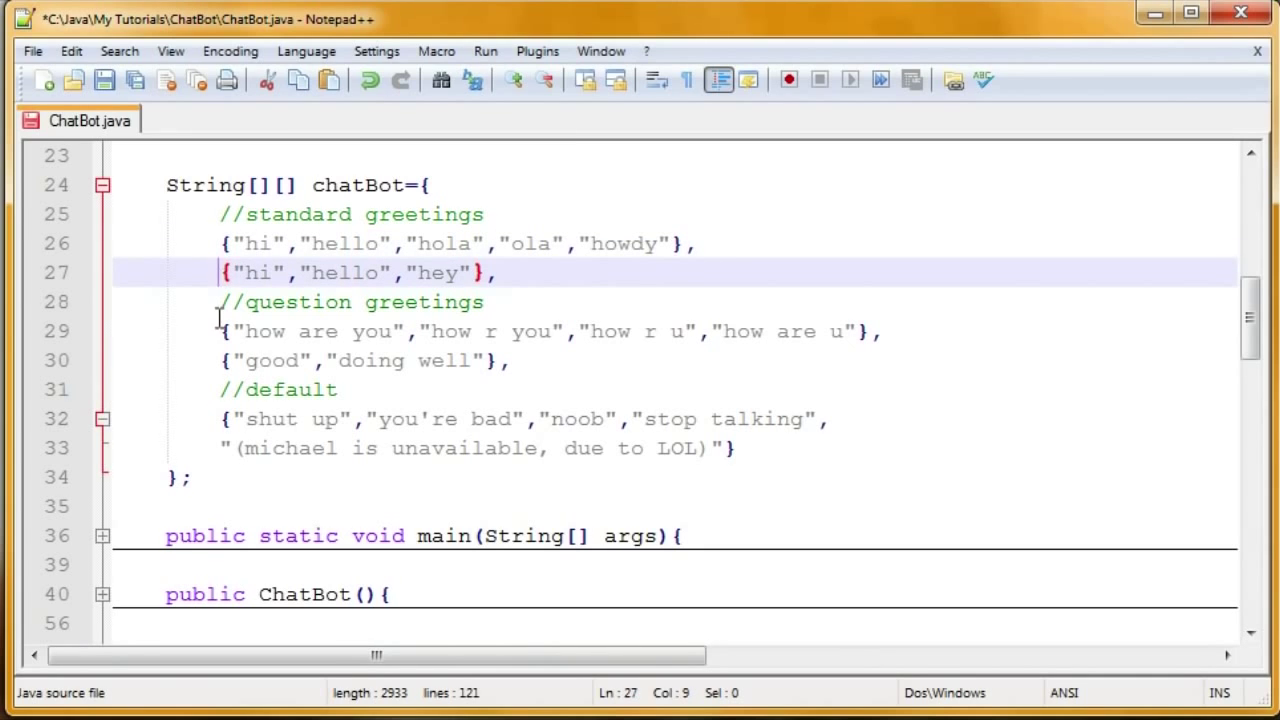 *C:\Java\My Tutorials\ChatBot\ChatBot.java - Notepad++
File Edit Search View Encoding Language Settings Macro Run Plugins Window ? X
ABC
ChatBot.java
23
24 String[][] chatBot={
25 //standard greetings
26 {"hi","hello","hola","ola","howdy"},
27 {"hi","hello","hey"},
28 //question greetings
29 {"how are you","how r you","how r u","how are u"},
30 {"good","doing well"},
31 //default
32 {"shut up","you're bad","noob","stop talking",
33 "(michael is unavailable, due to LOL)"}
34 };
35
36 public static void main(String[] args){
39
40 public ChatBot(){
56
Java source file length : 2933 lines : 121 Ln : 27 Col : 9 Sel : 0 Dos\Windows ANSI INS